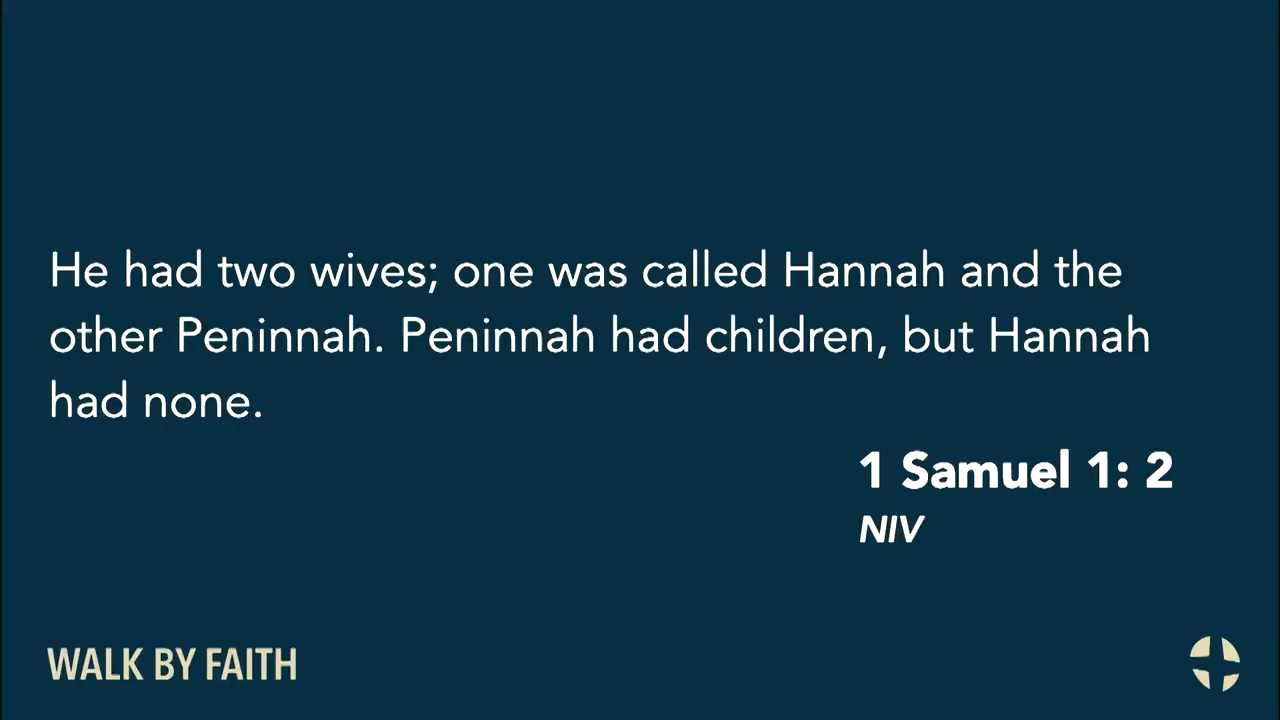 He had two wives; one was called Hannah and the
other Peninnah. Peninnah had children, but Hannah
had none.
1 Samuel 1: 2
NIV
WALK BY FAITH